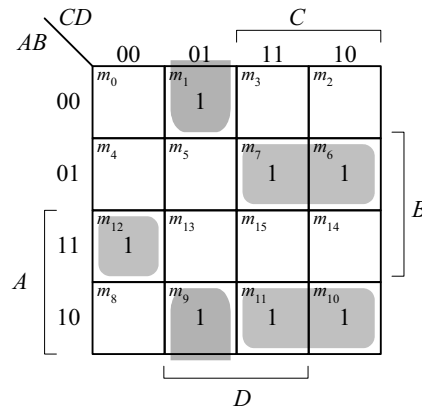 CD C
AB 00 01 11 10
00 m₀ m₁ 1 m₃ m₂
01 m₄ m₅ m₇ 1 m₆ 1
B
11 m₁₂ 1 m₁₃ m₁₅ m₁₄
A
10 m₈ m₉ 1 m₁₁ 1 m₁₀ 1
D